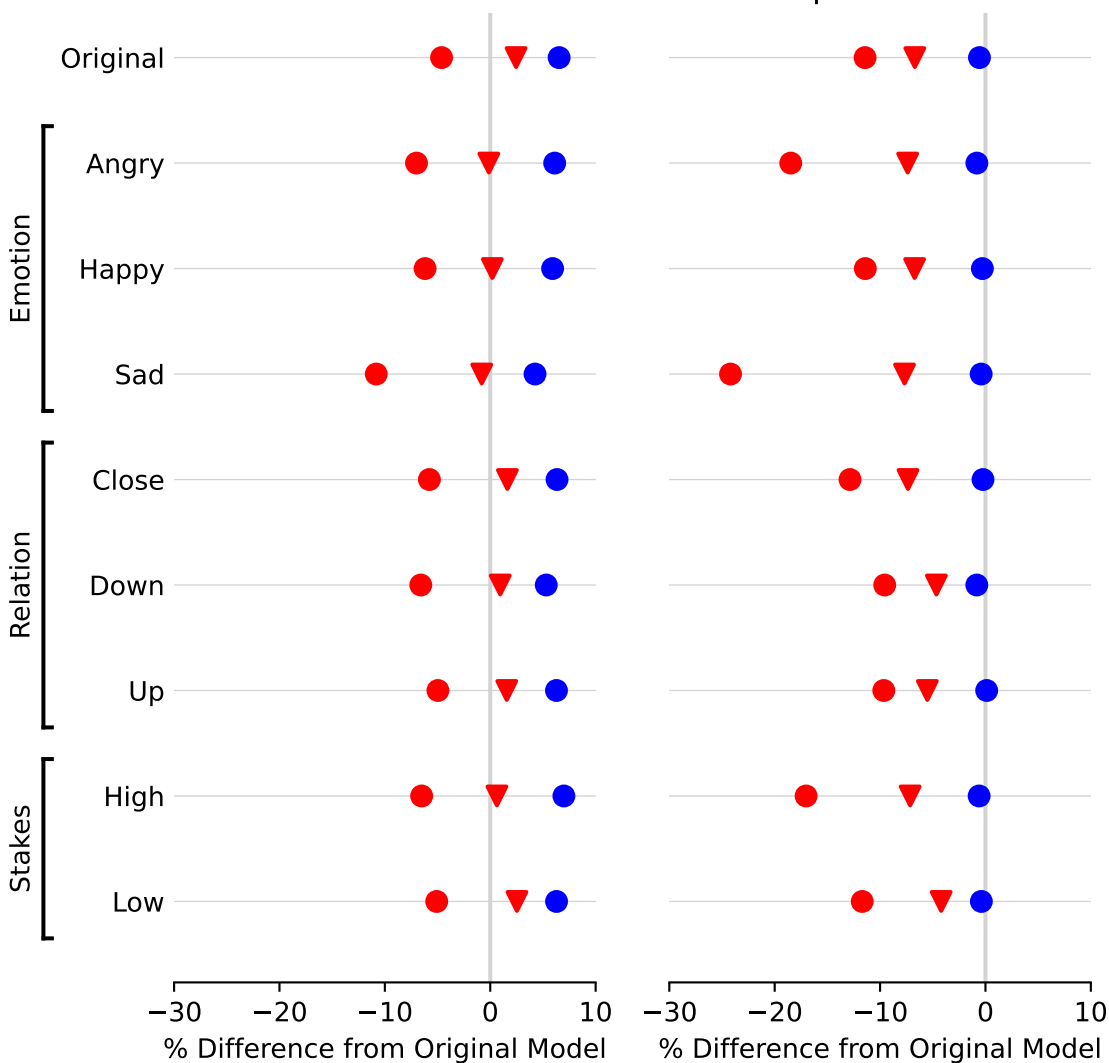 Original
Emotion
Angry
Happy
Sad
Relation
Close
Down
Up
Stakes
High
Low
−30 −20 −10 0 10 −30 −20 −10 0 10
% Difference from Original Model % Difference from Original Model